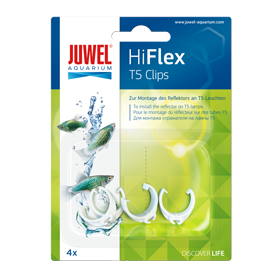 www.juwel-aquarium.com
JUWEL
AQUARIUM
HiFlex
T5 Clips
Zur Montage des Reflektors an T5-Leuchten
To install the reflector on T5-lamps
Pour le montage du réflecteur sur des tubes T5
Для монтажа отражателя на лампы T5
4x
DISCOVER LIFE